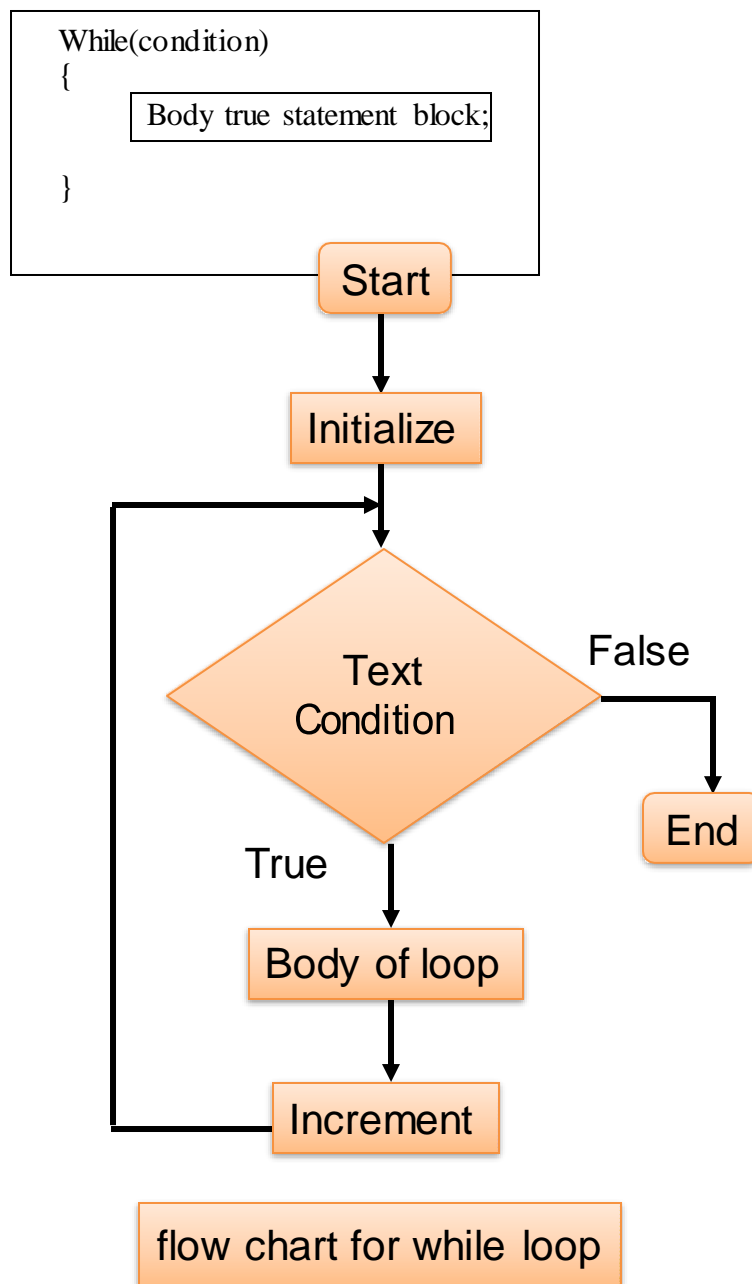 While(condition)
{
Body true statement block;
}
Start
Initialize
Text
Condition
False
End
True
Body of loop
Increment
flow chart for while loop